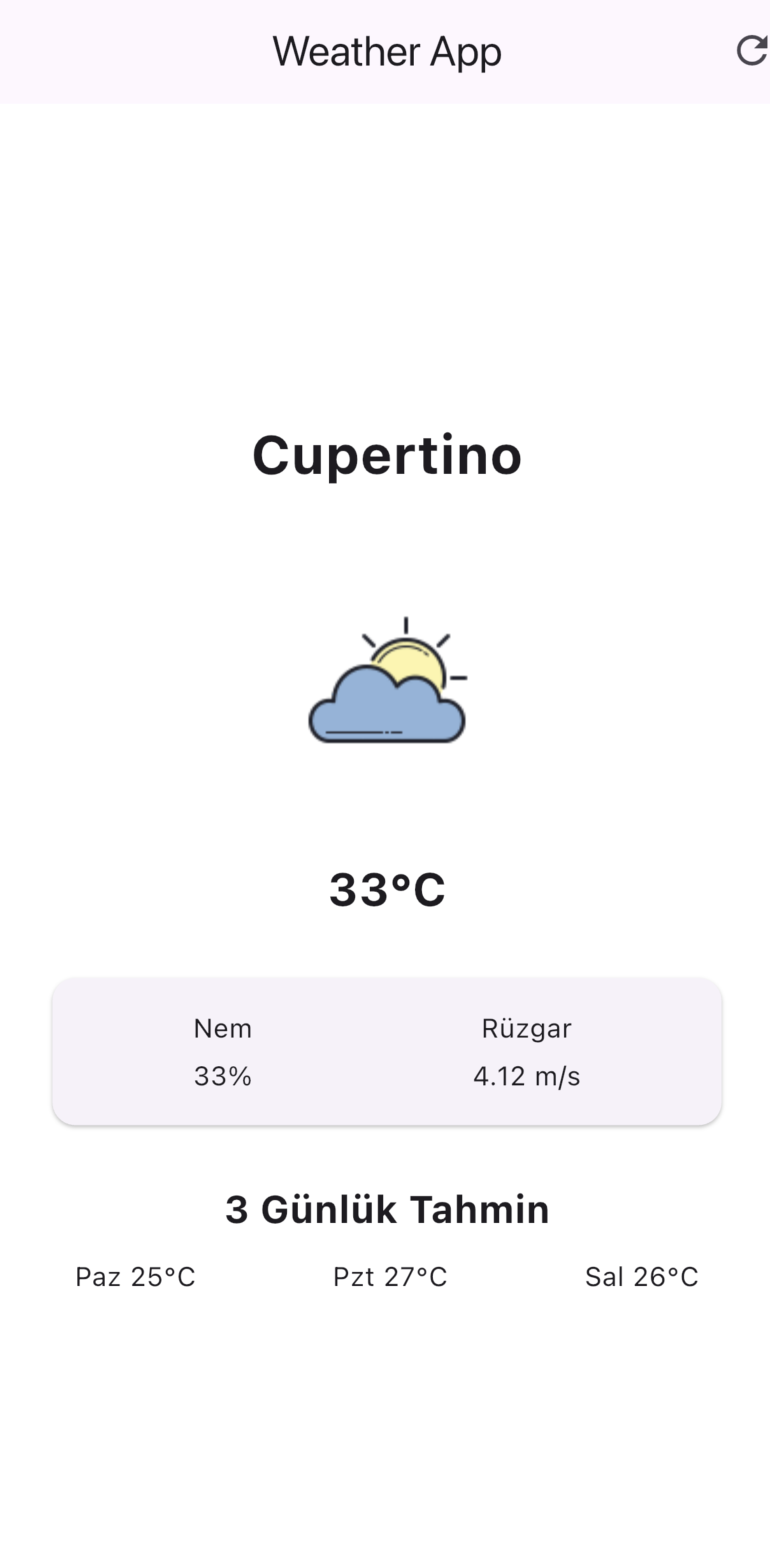 Weather App
Cupertino
33°C
Nem Rüzgar
33% 4.12 m/s
3 Günlük Tahmin
Paz 25°C Pzt 27°C Sal 26°C